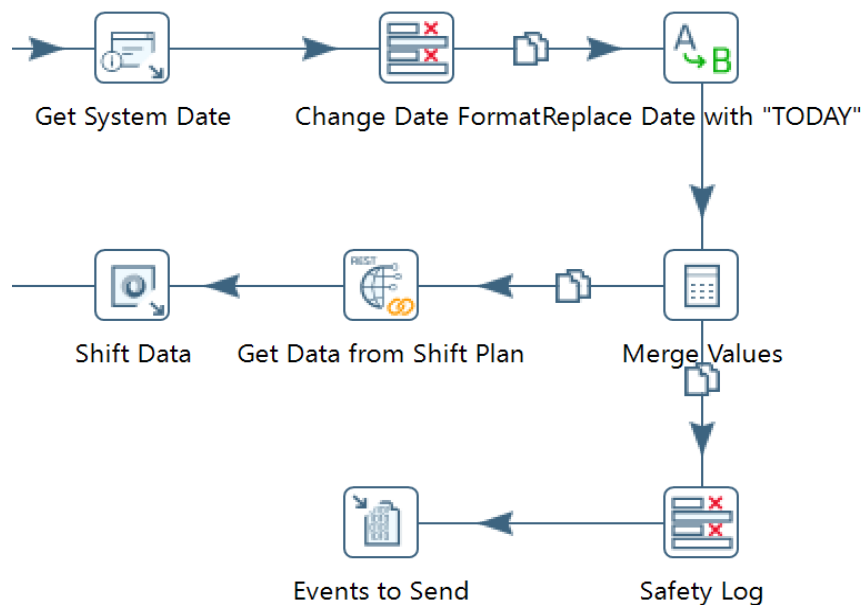 Get System Date
Change Date Format
Replace Date with "TODAY"
A
B
REST
Shift Data
Get Data from Shift Plan
Merge Values
Events to Send
Safety Log